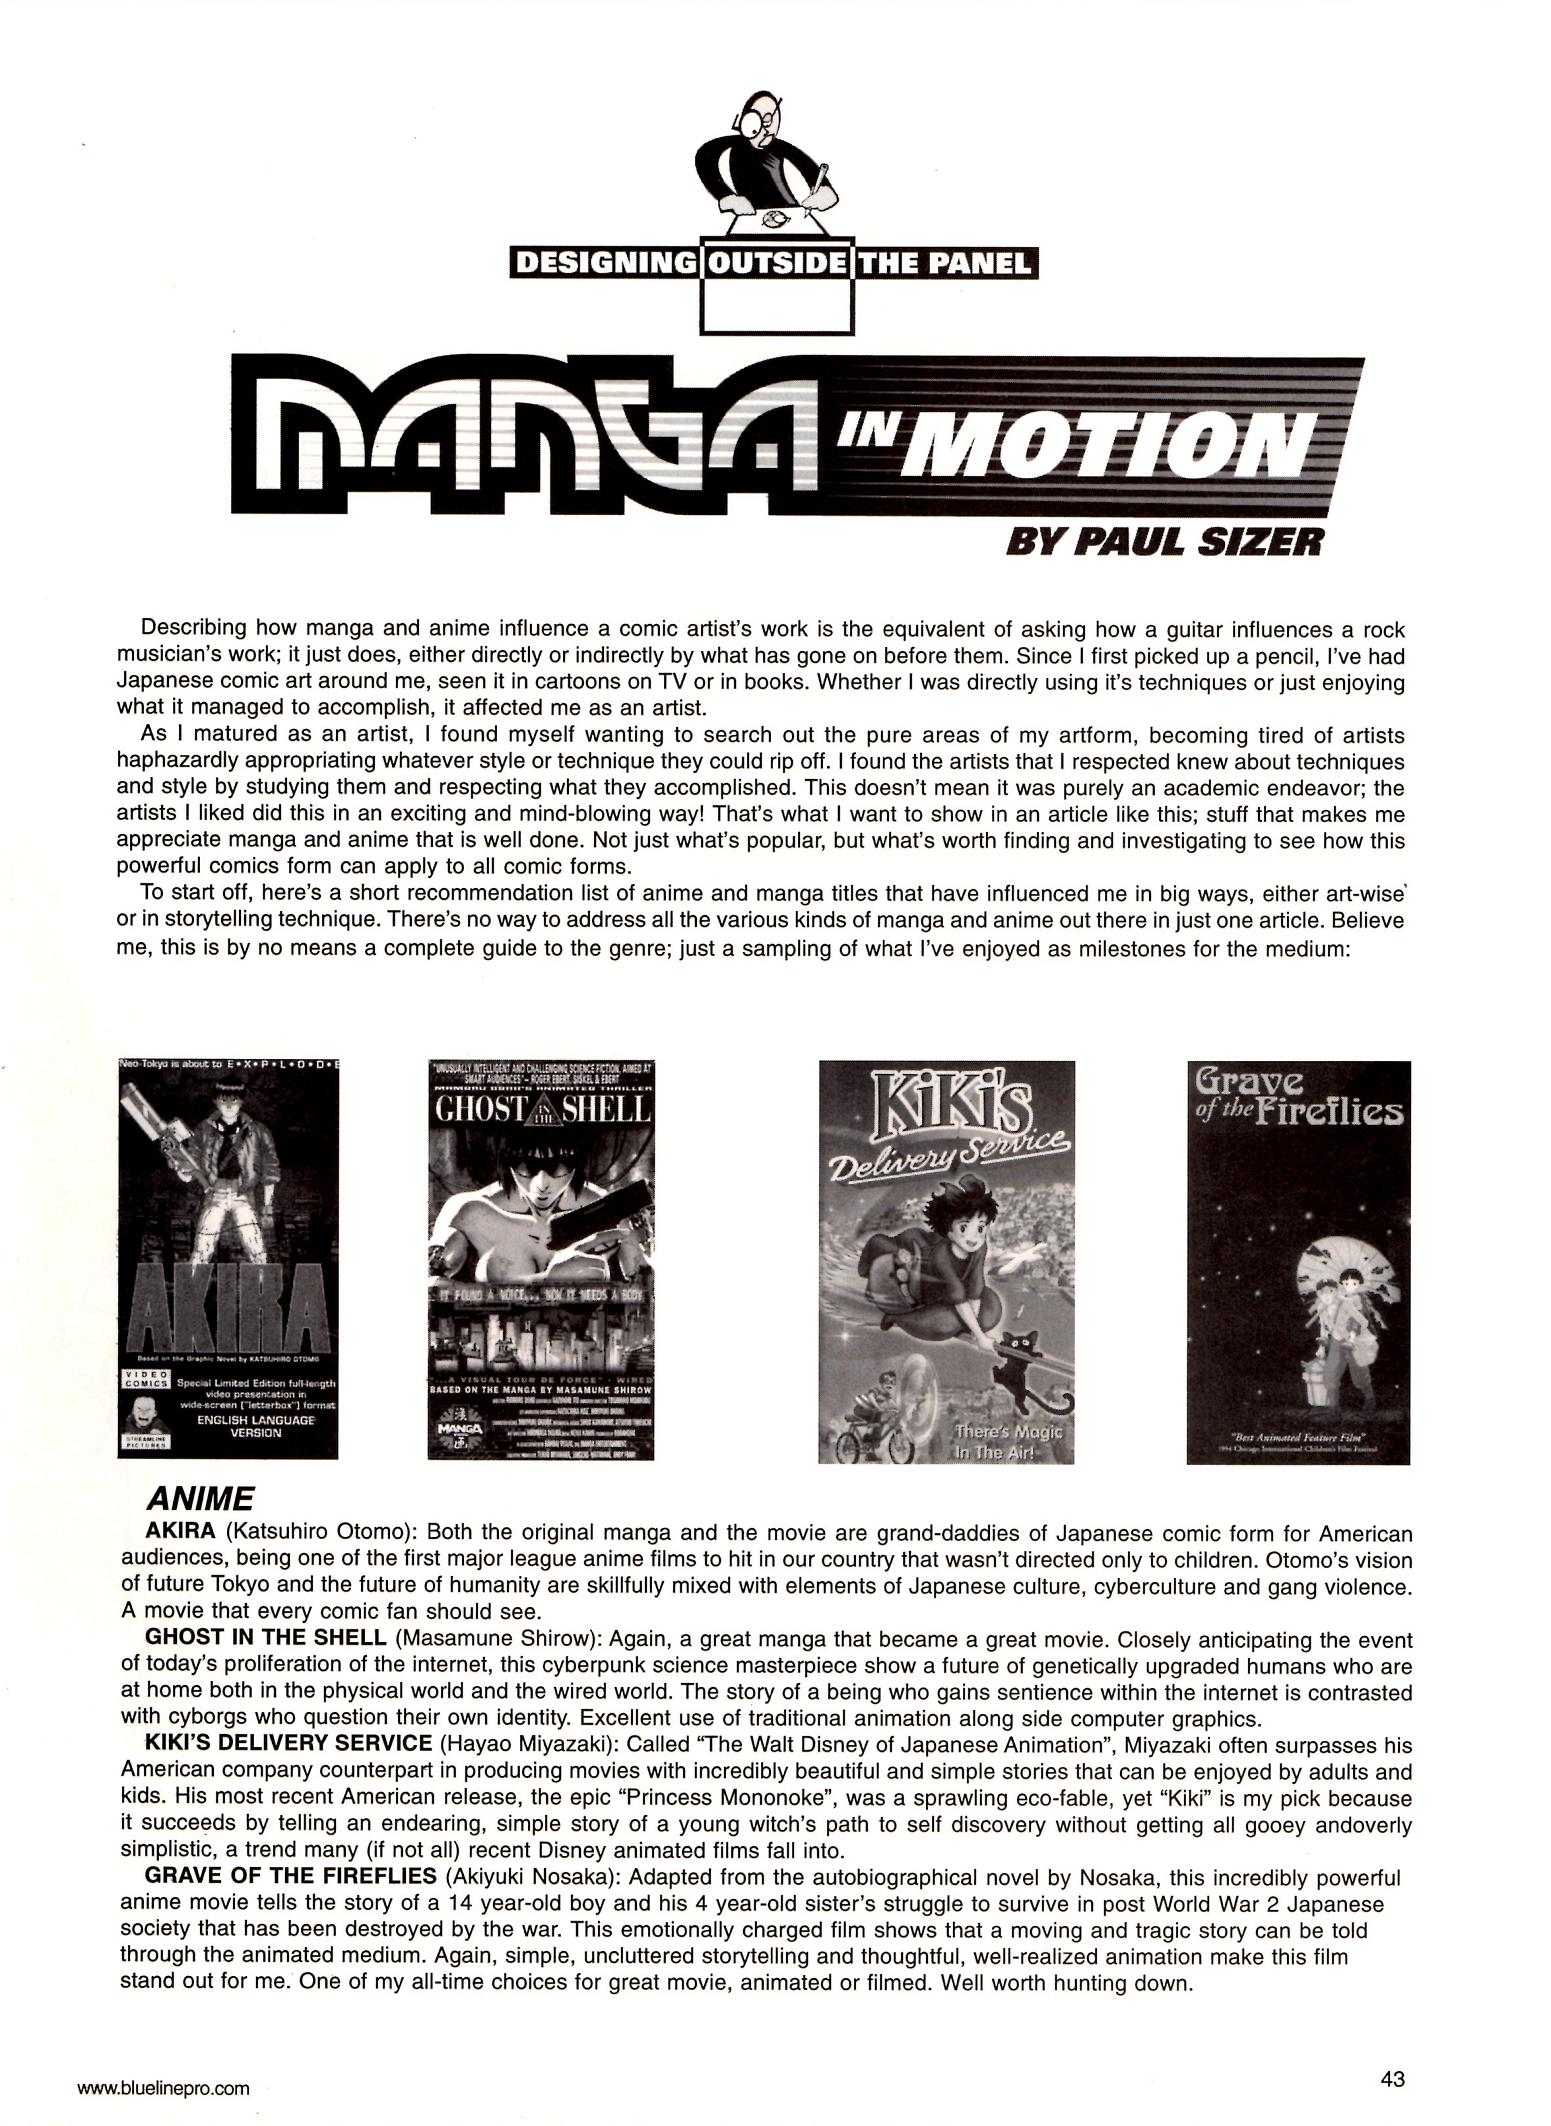 DESIGNING OUTSIDE THE PANEL
MANGA IN MOTION
BY PAUL SIZER
Describing how manga and anime influence a comic artist's work is the equivalent of asking how a guitar influences a rock
musician's work; it just does, either directly or indirectly by what has gone on before them. Since I first picked up a pencil, I've had
Japanese comic art around me, seen it in cartoons on TV or in books. Whether I was directly using it's techniques or just enjoying
what it managed to accomplish, it affected me as an artist.
As I matured as an artist, I found myself wanting to search out the pure areas of my artform, becoming tired of artists
haphazardly appropriating whatever style or technique they could rip off. I found the artists that I respected knew about techniques
and style by studying them and respecting what they accomplished. This doesn't mean it was purely an academic endeavor; the
artists I liked did this in an exciting and mind-blowing way! That's what I want to show in an article like this; stuff that makes me
appreciate manga and anime that is well done. Not just what's popular, but what's worth finding and investigating to see how this
powerful comics form can apply to all comic forms.
To start off, here's a short recommendation list of anime and manga titles that have influenced me in big ways, either art-wise
or in storytelling technique. There's no way to address all the various kinds of manga and anime out there in just one article. Believe
me, this is by no means a complete guide to the genre; just a sampling of what I've enjoyed as milestones for the medium:
Neo-Tokyo is about to E•X•P•L•O•D•E
AKIRA
Based on the Graphic Novel by KATSUHIRO OTOMO
VIDEO
COMICS
Special Limited Edition full-length
video presentation in
wide-screen ["letterbox"] format
ENGLISH LANGUAGE
VERSION
STREAMLINE
PICTURES
"UNUSUALLY INTELLIGENT AND CHALLENGING SCIENCE FICTION, AIMED AT
SMART AUDIENCES" - ROGER EBERT, SISKEL & EBERT
MAMORU OSHII'S ANIMATED THRILLER
GHOST IN THE SHELL
IT FOUND A VOICE... NOW IT NEEDS A BODY
"...A VISUAL TOUR DE FORCE" - WIRED
BASED ON THE MANGA BY MASAMUNE SHIROW
MANGA
KiKi's
Delivery Service
There's Magic
In The Air!
Grave
of the Fireflies
"Best Animated Feature Film"
1994 Chicago International Children's Film Festival
ANIME
AKIRA (Katsuhiro Otomo): Both the original manga and the movie are grand-daddies of Japanese comic form for American
audiences, being one of the first major league anime films to hit in our country that wasn't directed only to children. Otomo's vision
of future Tokyo and the future of humanity are skillfully mixed with elements of Japanese culture, cyberculture and gang violence.
A movie that every comic fan should see.
GHOST IN THE SHELL (Masamune Shirow): Again, a great manga that became a great movie. Closely anticipating the event
of today's proliferation of the internet, this cyberpunk science masterpiece show a future of genetically upgraded humans who are
at home both in the physical world and the wired world. The story of a being who gains sentience within the internet is contrasted
with cyborgs who question their own identity. Excellent use of traditional animation along side computer graphics.
KIKI'S DELIVERY SERVICE (Hayao Miyazaki): Called "The Walt Disney of Japanese Animation", Miyazaki often surpasses his
American company counterpart in producing movies with incredibly beautiful and simple stories that can be enjoyed by adults and
kids. His most recent American release, the epic "Princess Mononoke", was a sprawling eco-fable, yet "Kiki" is my pick because
it succeeds by telling an endearing, simple story of a young witch's path to self discovery without getting all gooey andoverly
simplistic, a trend many (if not all) recent Disney animated films fall into.
GRAVE OF THE FIREFLIES (Akiyuki Nosaka): Adapted from the autobiographical novel by Nosaka, this incredibly powerful
anime movie tells the story of a 14 year-old boy and his 4 year-old sister's struggle to survive in post World War 2 Japanese
society that has been destroyed by the war. This emotionally charged film shows that a moving and tragic story can be told
through the animated medium. Again, simple, uncluttered storytelling and thoughtful, well-realized animation make this film
stand out for me. One of my all-time choices for great movie, animated or filmed. Well worth hunting down.
www.bluelinepro.com
43